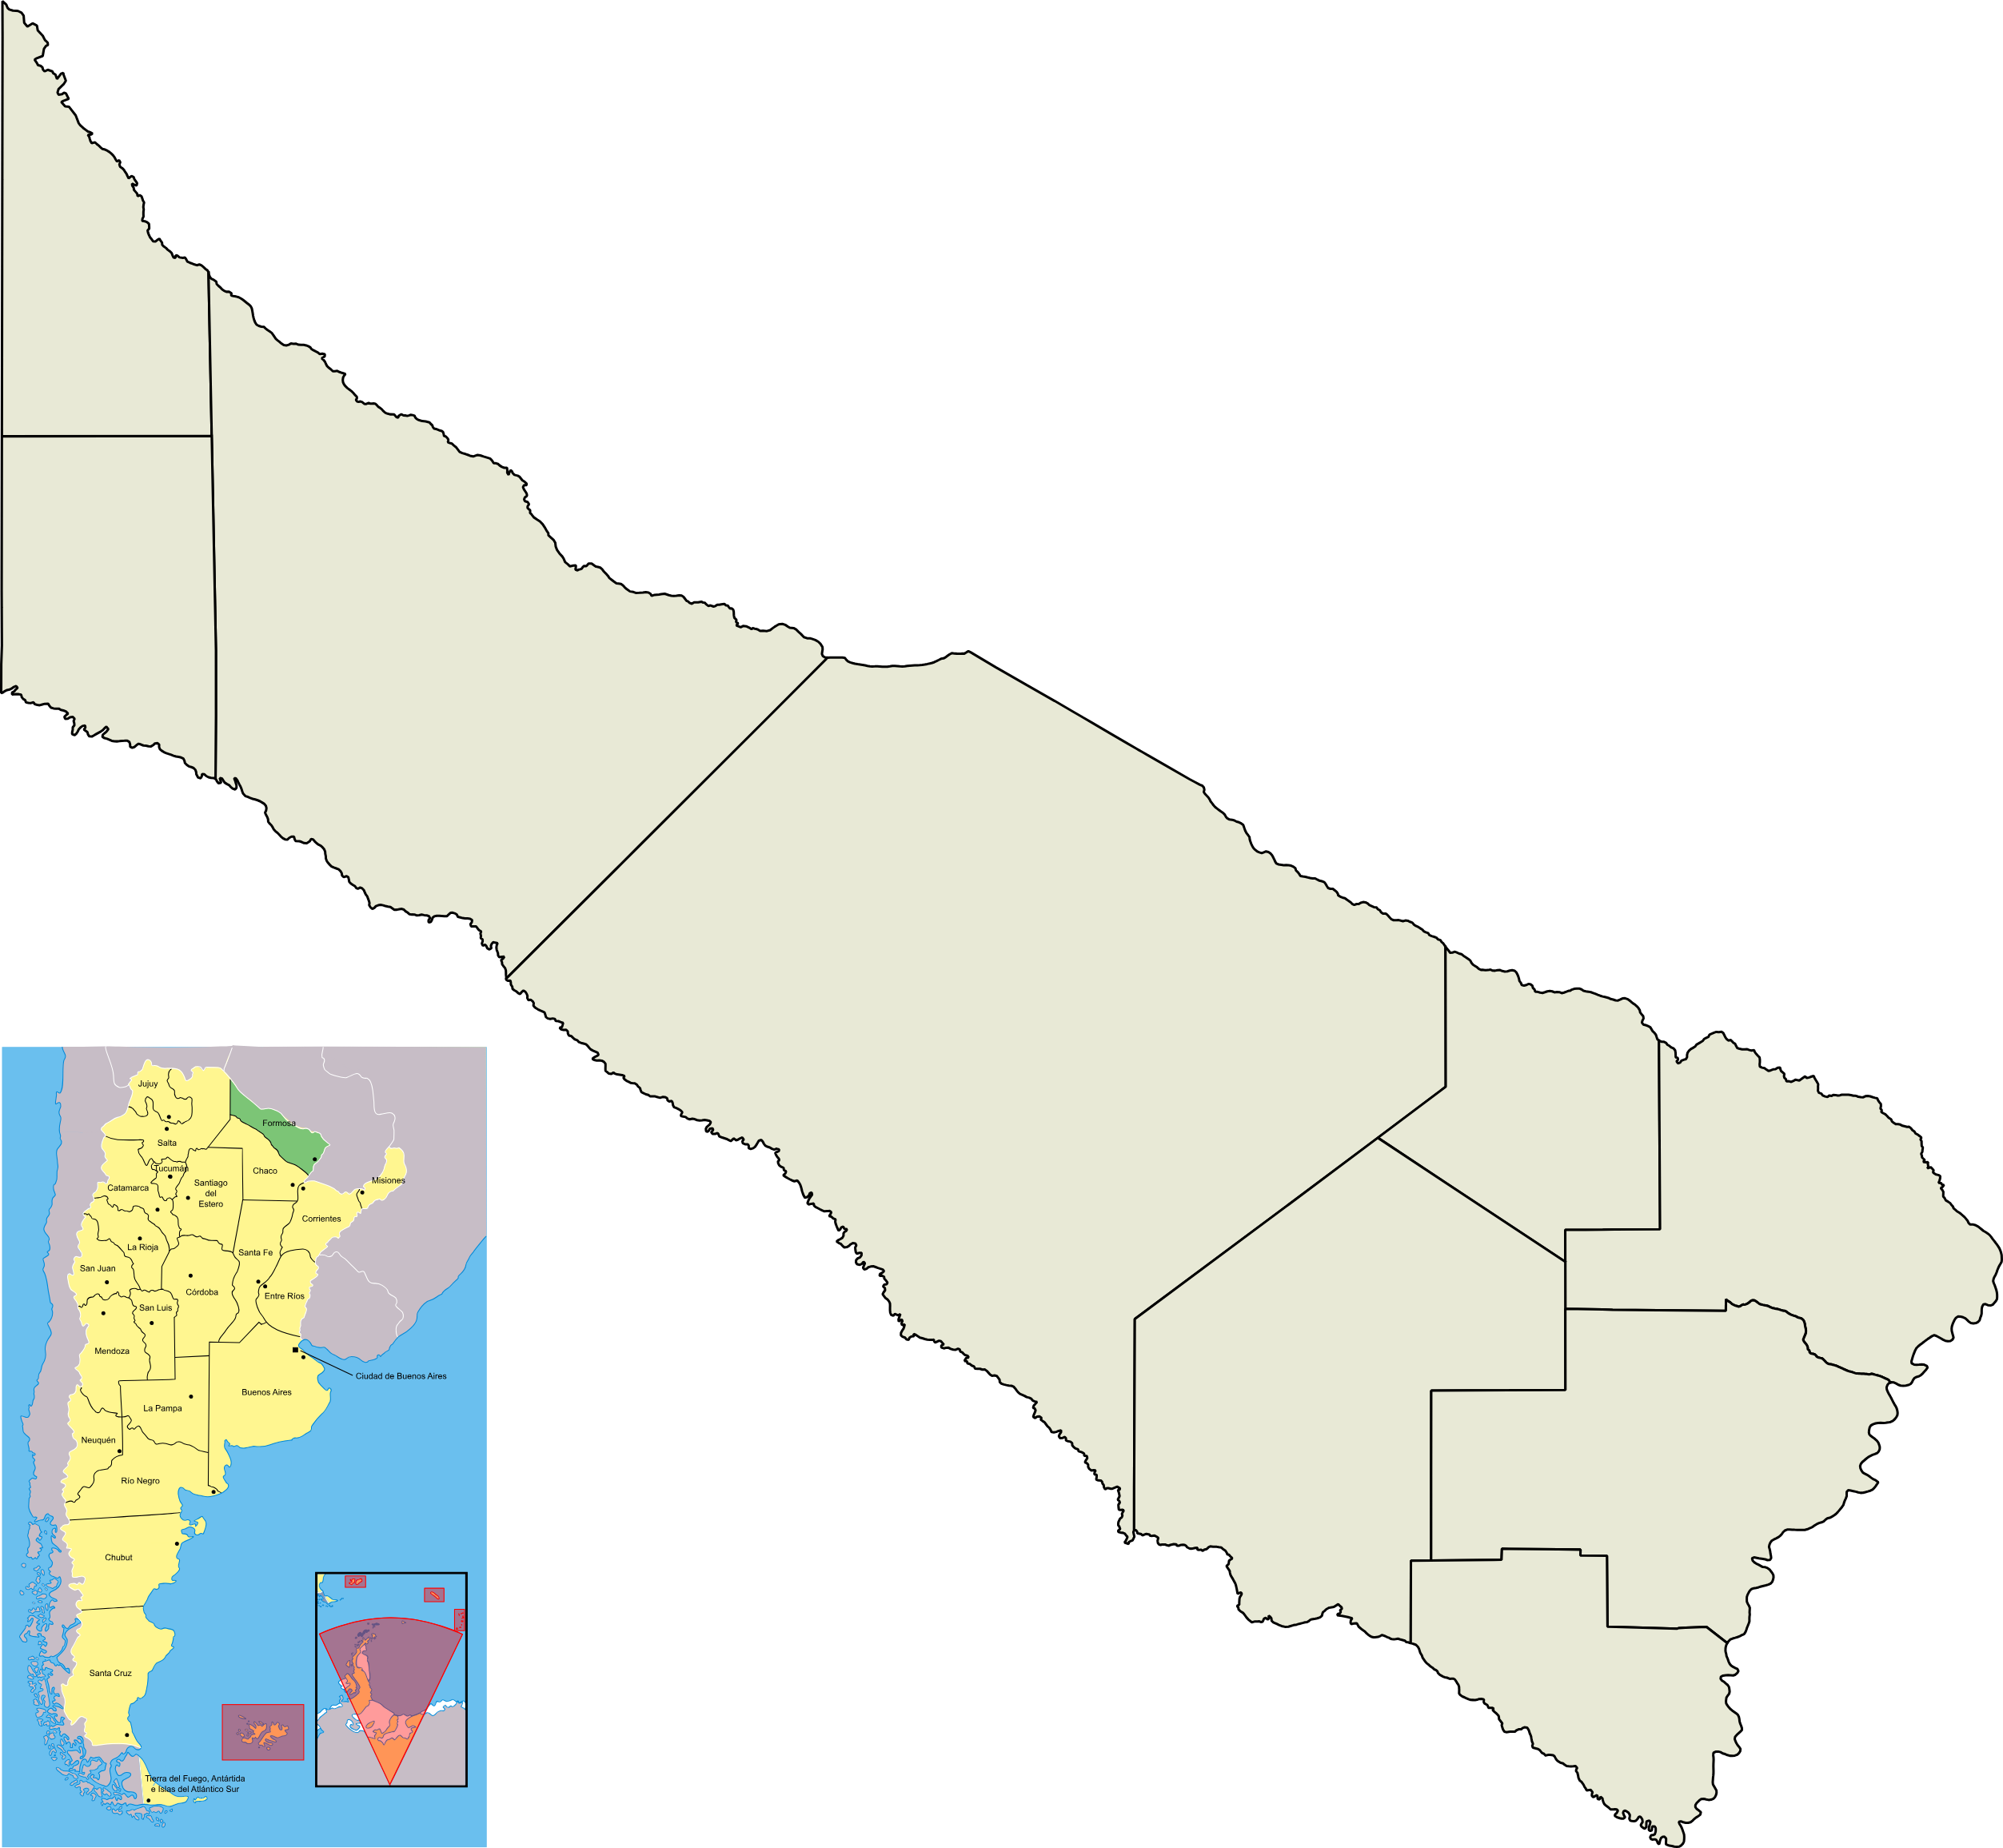 Jujuy
Formosa
Salta
Tucumán
Chaco
Misiones
Catamarca
Santiago
del
Estero
Corrientes
La Rioja
Santa Fe
San Juan
Córdoba
Entre Ríos
San Luis
Mendoza
Ciudad de Buenos Aires
Buenos Aires
La Pampa
Neuquén
Río Negro
Chubut
Santa Cruz
Tierra del Fuego, Antártida
e Islas del Atlántico Sur